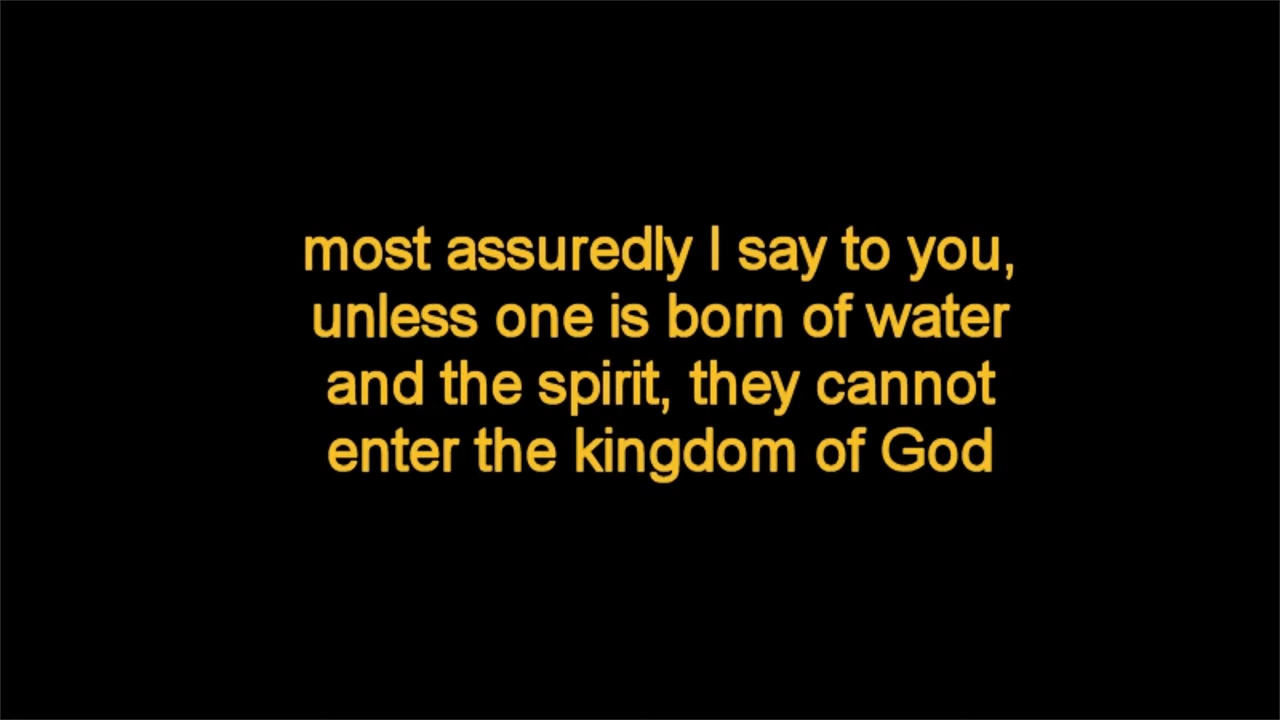 most assuredly I say to you,
unless one is born of water
and the spirit, they cannot
enter the kingdom of God